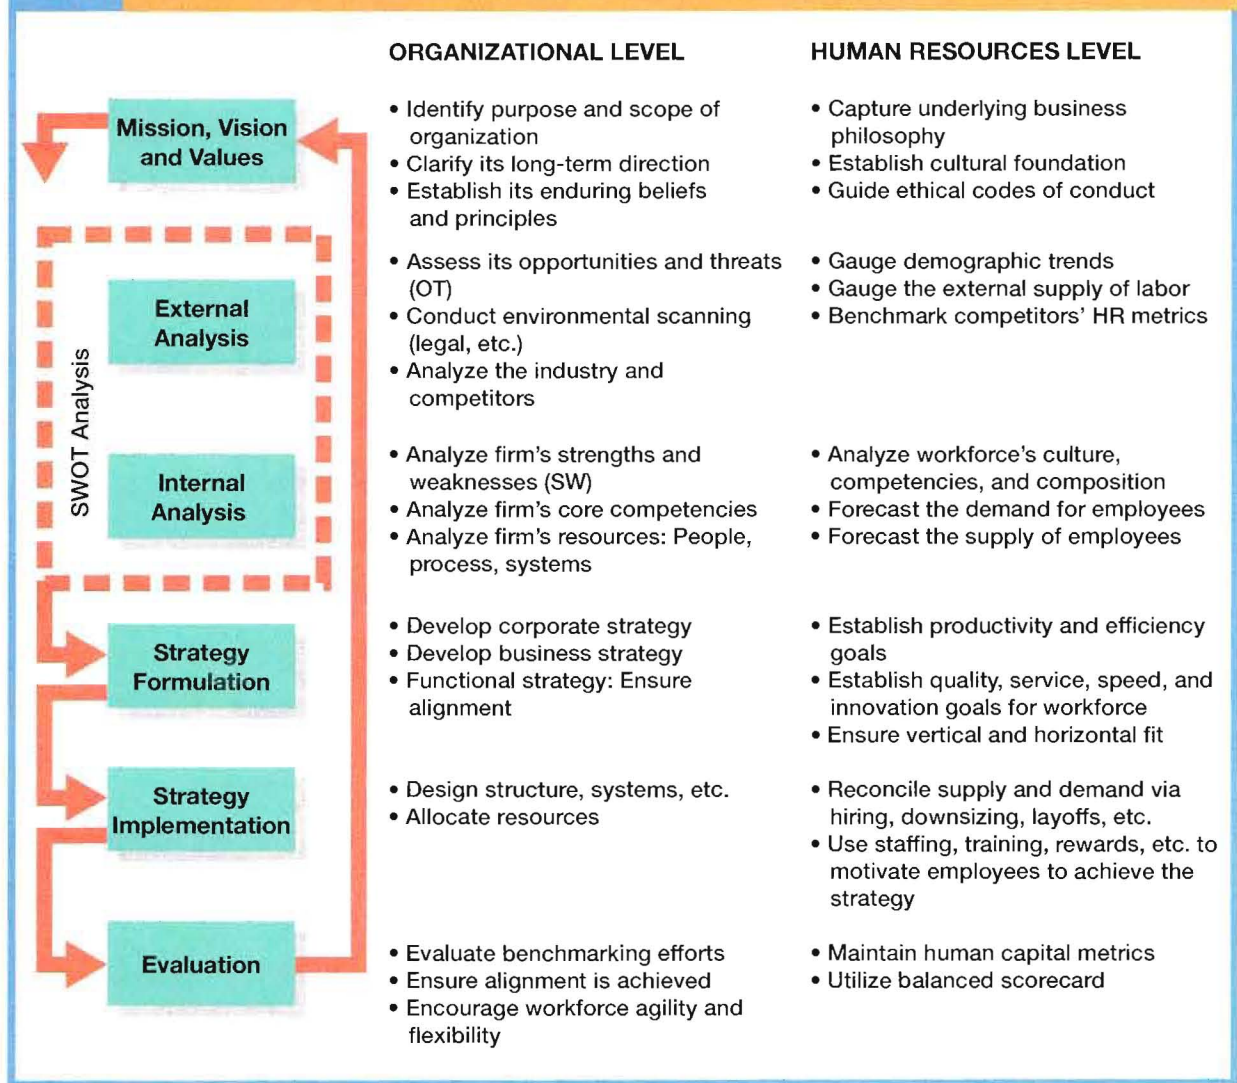 ORGANIZATIONAL LEVEL
HUMAN RESOURCES LEVEL
Mission, Vision
and Values
• Identify purpose and scope of
organization
• Clarify its long-term direction
• Establish its enduring beliefs
and principles
• Capture underlying business
philosophy
• Establish cultural foundation
• Guide ethical codes of conduct
SWOT Analysis
External
Analysis
• Assess its opportunities and threats
(OT)
• Conduct environmental scanning
(legal, etc.)
• Analyze the industry and
competitors
• Gauge demographic trends
• Gauge the external supply of labor
• Benchmark competitors' HR metrics
Internal
Analysis
• Analyze firm's strengths and
weaknesses (SW)
• Analyze firm's core competencies
• Analyze firm's resources: People,
process, systems
• Analyze workforce's culture,
competencies, and composition
• Forecast the demand for employees
• Forecast the supply of employees
Strategy
Formulation
• Develop corporate strategy
• Develop business strategy
• Functional strategy: Ensure
alignment
• Establish productivity and efficiency
goals
• Establish quality, service, speed, and
innovation goals for workforce
• Ensure vertical and horizontal fit
Strategy
Implementation
• Design structure, systems, etc.
• Allocate resources
• Reconcile supply and demand via
hiring, downsizing, layoffs, etc.
• Use staffing, training, rewards, etc. to
motivate employees to achieve the
strategy
Evaluation
• Evaluate benchmarking efforts
• Ensure alignment is achieved
• Encourage workforce agility and
flexibility
• Maintain human capital metrics
• Utilize balanced scorecard